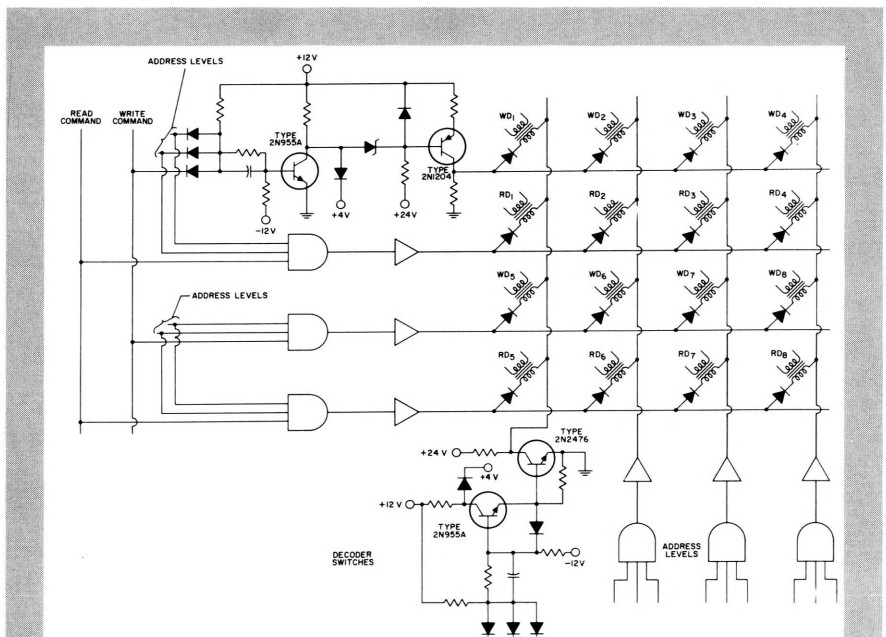 ADDRESS LEVELS
+12V
READ
COMMAND
WRITE
COMMAND
TYPE
2N955A
TYPE
2N1204
-12V
+4V
+24V
WD1
WD2
WD3
WD4
RD1
RD2
RD3
RD4
ADDRESS LEVELS
WD5
WD6
WD7
WD8
RD5
RD6
RD7
RD8
TYPE
2N2476
+24 V
+4V
+12 V
TYPE
2N955A
-12V
DECODER
SWITCHES
ADDRESS
LEVELS